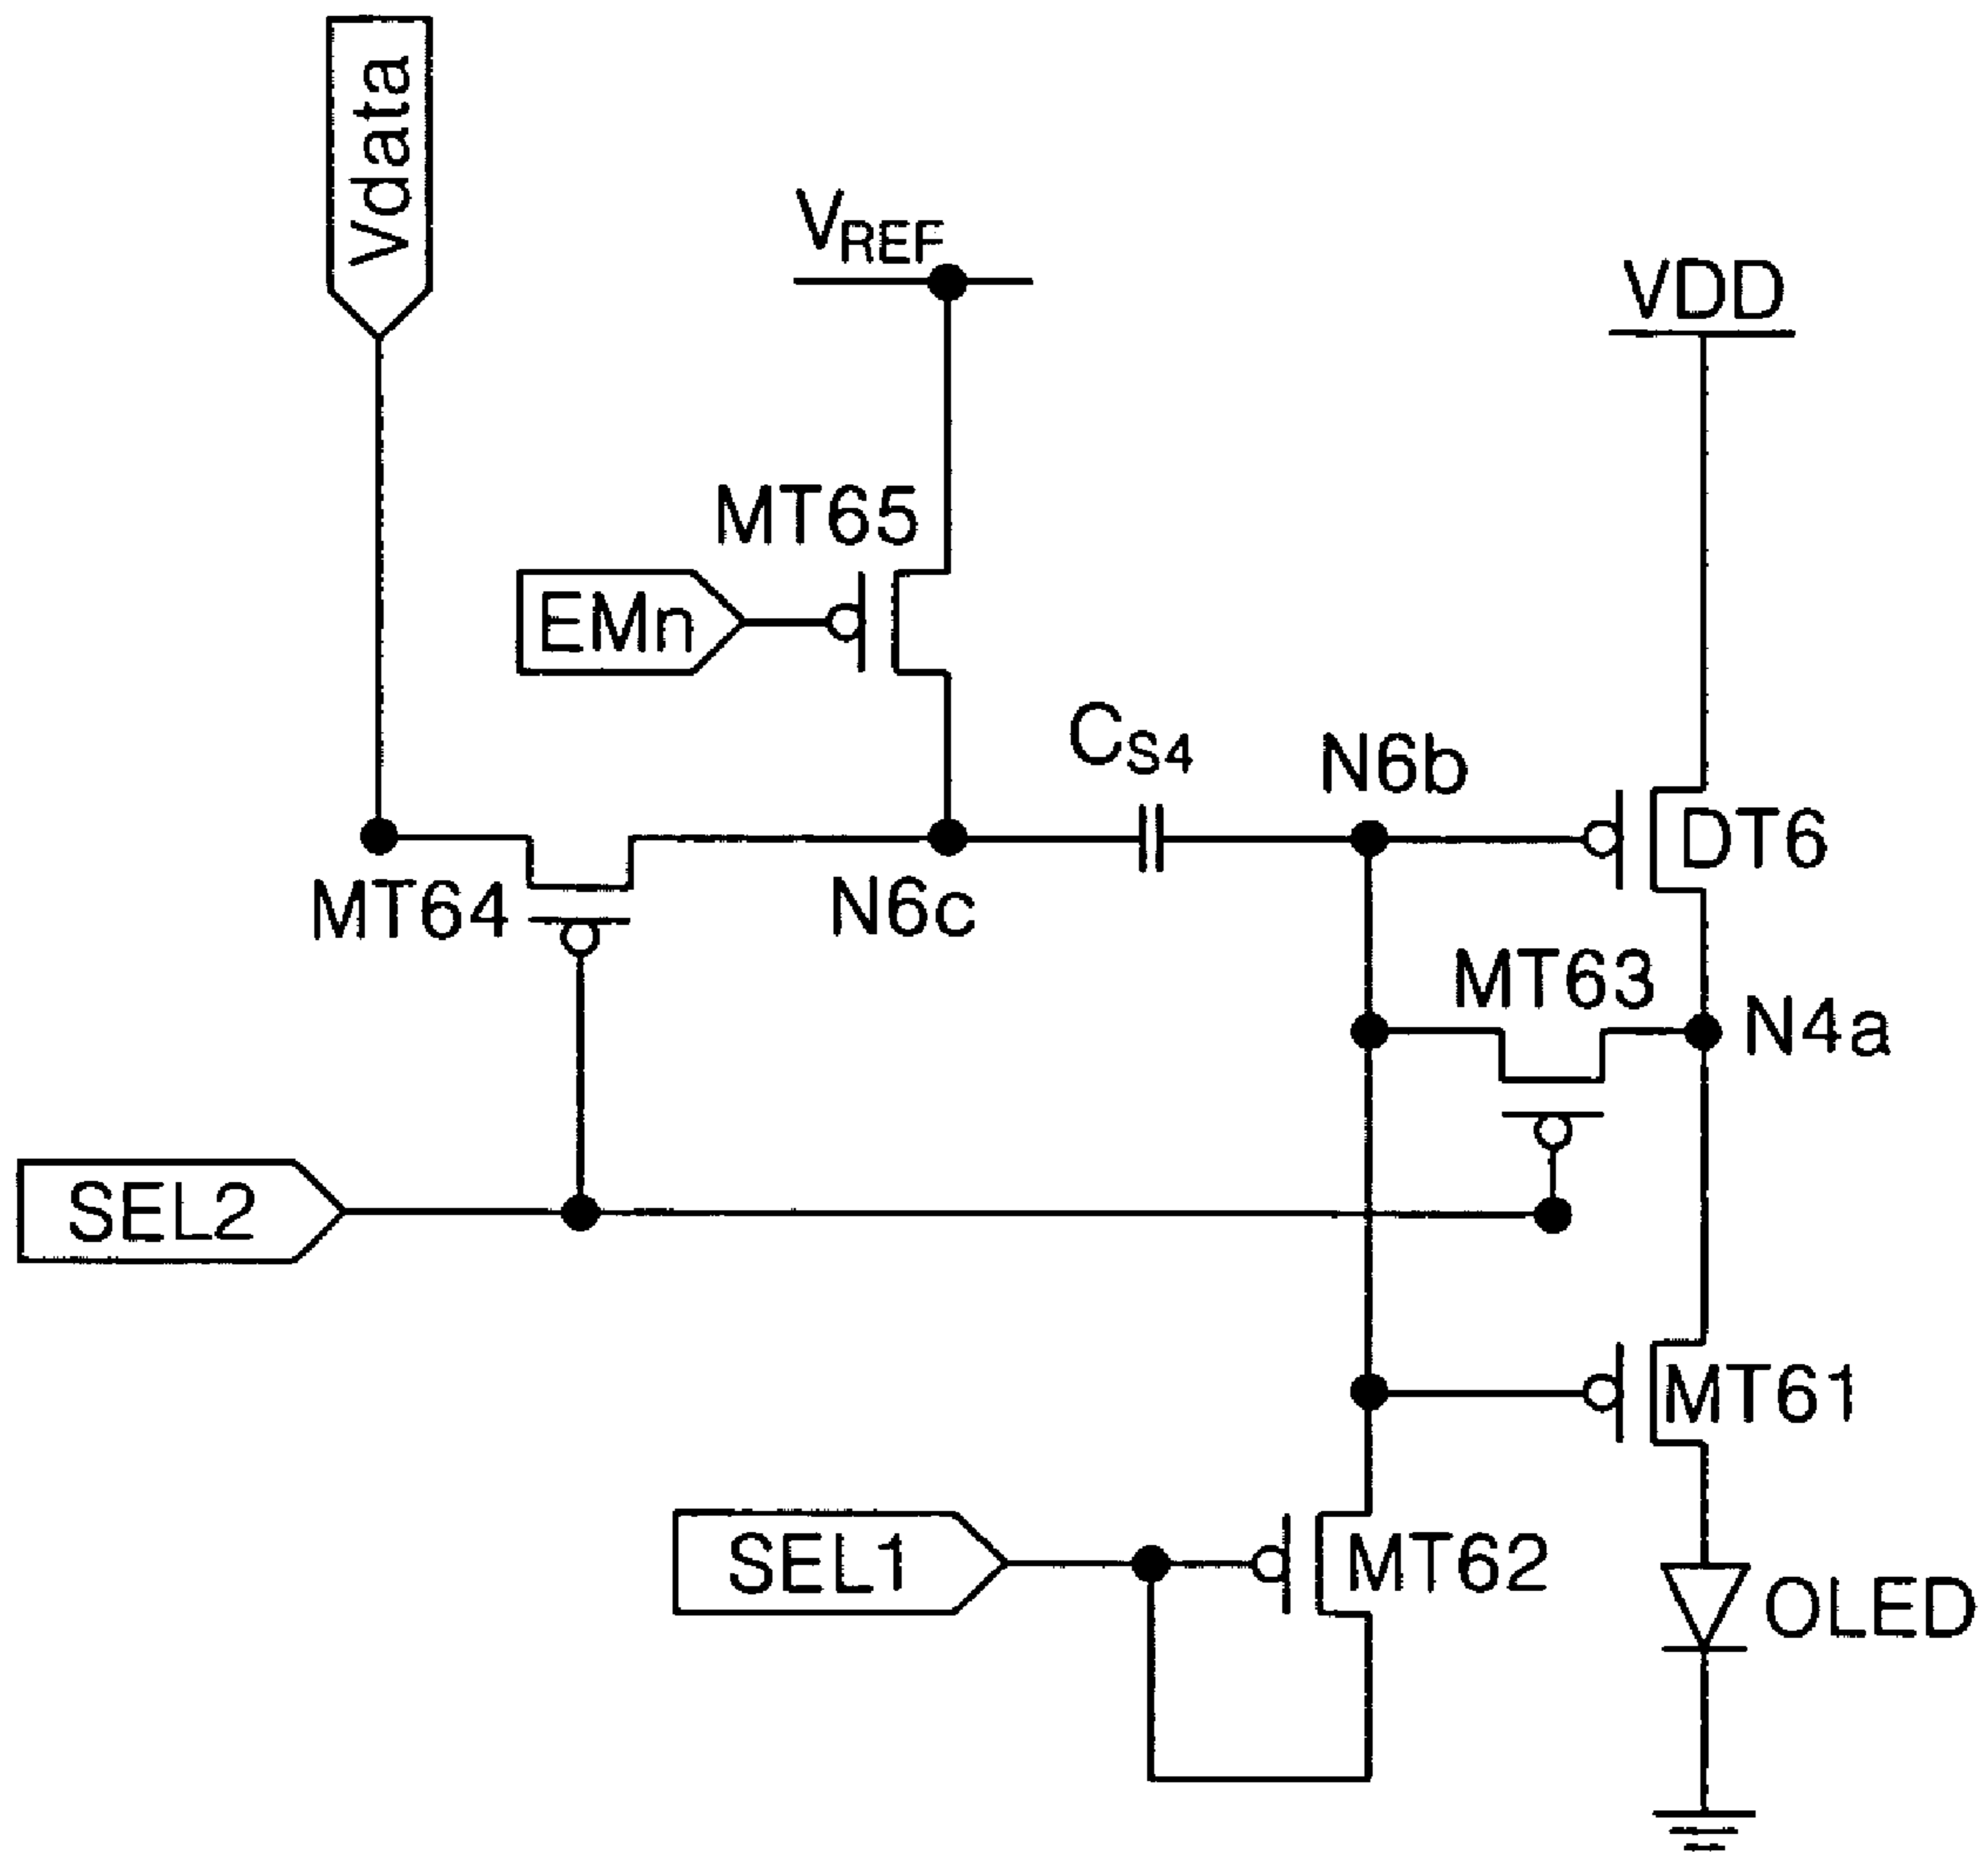 Vdata
VREF
VDD
MT65
EMn
CS4
N6b
DT6
MT64
N6c
MT63
N4a
SEL2
MT61
SEL1
MT62
OLED